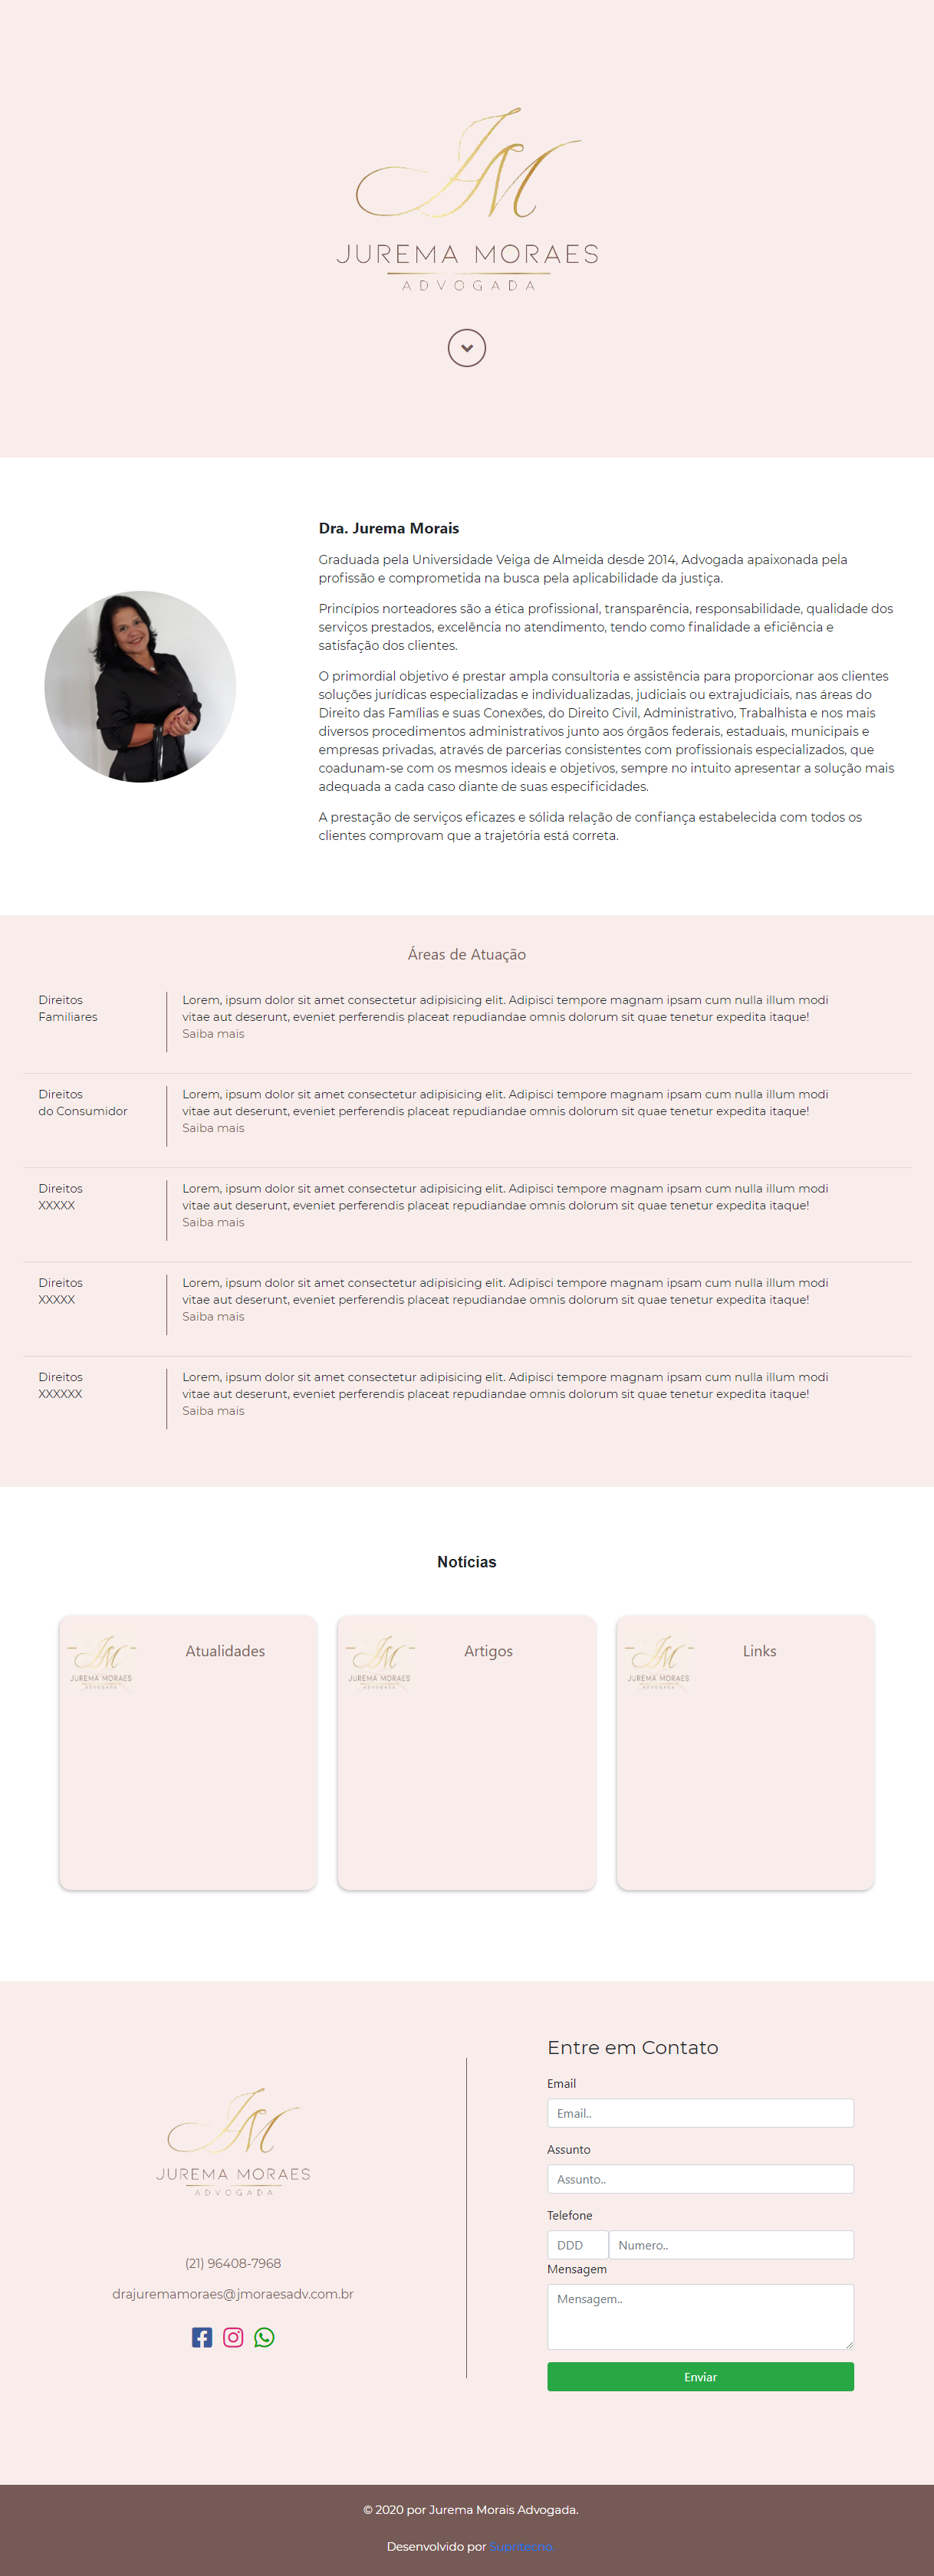 JM
JUREMA MORAES
ADVOGADA
Dra. Jurema Morais
Graduada pela Universidade Veiga de Almeida desde 2014, Advogada apaixonada pela
profissão e comprometida na busca pela aplicabilidade da justiça.
Princípios norteadores são a ética profissional, transparência, responsabilidade, qualidade dos
serviços prestados, excelência no atendimento, tendo como finalidade a eficiência e
satisfação dos clientes.
O primordial objetivo é prestar ampla consultoria e assistência para proporcionar aos clientes
soluções jurídicas especializadas e individualizadas, judiciais ou extrajudiciais, nas áreas do
Direito das Famílias e suas Conexões, do Direito Civil, Administrativo, Trabalhista e nos mais
diversos procedimentos administrativos junto aos órgãos federais, estaduais, municipais e
empresas privadas, através de parcerias consistentes com profissionais especializados, que
coadunam-se com os mesmos ideais e objetivos, sempre no intuito apresentar a solução mais
adequada a cada caso diante de suas especificidades.
A prestação de serviços eficazes e sólida relação de confiança estabelecida com todos os
clientes comprovam que a trajetória está correta.
Áreas de Atuação
Direitos
Familiares
Lorem, ipsum dolor sit amet consectetur adipisicing elit. Adipisci tempore magnam ipsam cum nulla illum modi
vitae aut deserunt, eveniet perferendis placeat repudiandae omnis dolorum sit quae tenetur expedita itaque!
Saiba mais
Direitos
do Consumidor
Lorem, ipsum dolor sit amet consectetur adipisicing elit. Adipisci tempore magnam ipsam cum nulla illum modi
vitae aut deserunt, eveniet perferendis placeat repudiandae omnis dolorum sit quae tenetur expedita itaque!
Saiba mais
Direitos
XXXXX
Lorem, ipsum dolor sit amet consectetur adipisicing elit. Adipisci tempore magnam ipsam cum nulla illum modi
vitae aut deserunt, eveniet perferendis placeat repudiandae omnis dolorum sit quae tenetur expedita itaque!
Saiba mais
Direitos
XXXXX
Lorem, ipsum dolor sit amet consectetur adipisicing elit. Adipisci tempore magnam ipsam cum nulla illum modi
vitae aut deserunt, eveniet perferendis placeat repudiandae omnis dolorum sit quae tenetur expedita itaque!
Saiba mais
Direitos
XXXXXX
Lorem, ipsum dolor sit amet consectetur adipisicing elit. Adipisci tempore magnam ipsam cum nulla illum modi
vitae aut deserunt, eveniet perferendis placeat repudiandae omnis dolorum sit quae tenetur expedita itaque!
Saiba mais
Notícias
JM
JUREMA MORAES
ADVOGADA
Atualidades
JM
JUREMA MORAES
ADVOGADA
Artigos
JM
JUREMA MORAES
ADVOGADA
Links
JM
JUREMA MORAES
ADVOGADA
(21) 96408-7968
drajuremamoraes@jmoraesadv.com.br
Entre em Contato
Email
Email..
Assunto
Assunto..
Telefone
DDD
Numero..
Mensagem
Mensagem..
Enviar
© 2020 por Jurema Morais Advogada.
Desenvolvido por Supritecno.